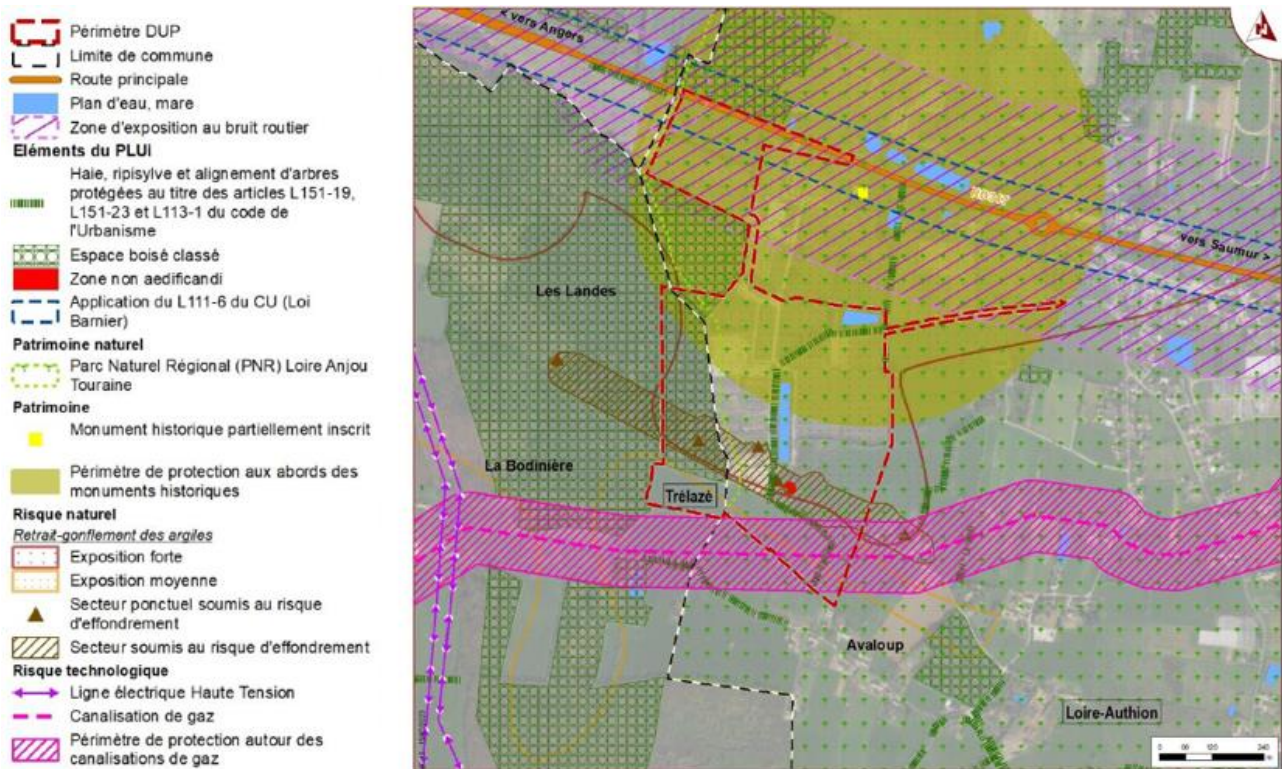 Périmètre DUP
Limite de commune
Route principale
Plan d'eau, mare
Zone d'exposition au bruit routier
Eléments du PLUi
Haie, ripisylve et alignement d'arbres
protégées au titre des articles L151-19,
L151-23 et L113-1 du code de
l'Urbanisme
Espace boisé classé
Zone non aedificandi
Application du L111-6 du CU (Loi
Barnier)
Patrimoine naturel
Parc Naturel Régional (PNR) Loire Anjou
Touraine
Patrimoine
Monument historique partiellement inscrit
Périmètre de protection aux abords des
monuments historiques
Risque naturel
Retrait-gonflement des argiles
Exposition forte
Exposition moyenne
Secteur ponctuel soumis au risque
d'effondrement
Secteur soumis au risque d'effondrement
Risque technologique
Ligne électrique Haute Tension
Canalisation de gaz
Périmètre de protection autour des
canalisations de gaz
< vers Angers
N
vers Saumur >
Les Landes
La Bodinière
Trélazé
Avaloup
Loire-Authion
0 60 120 240